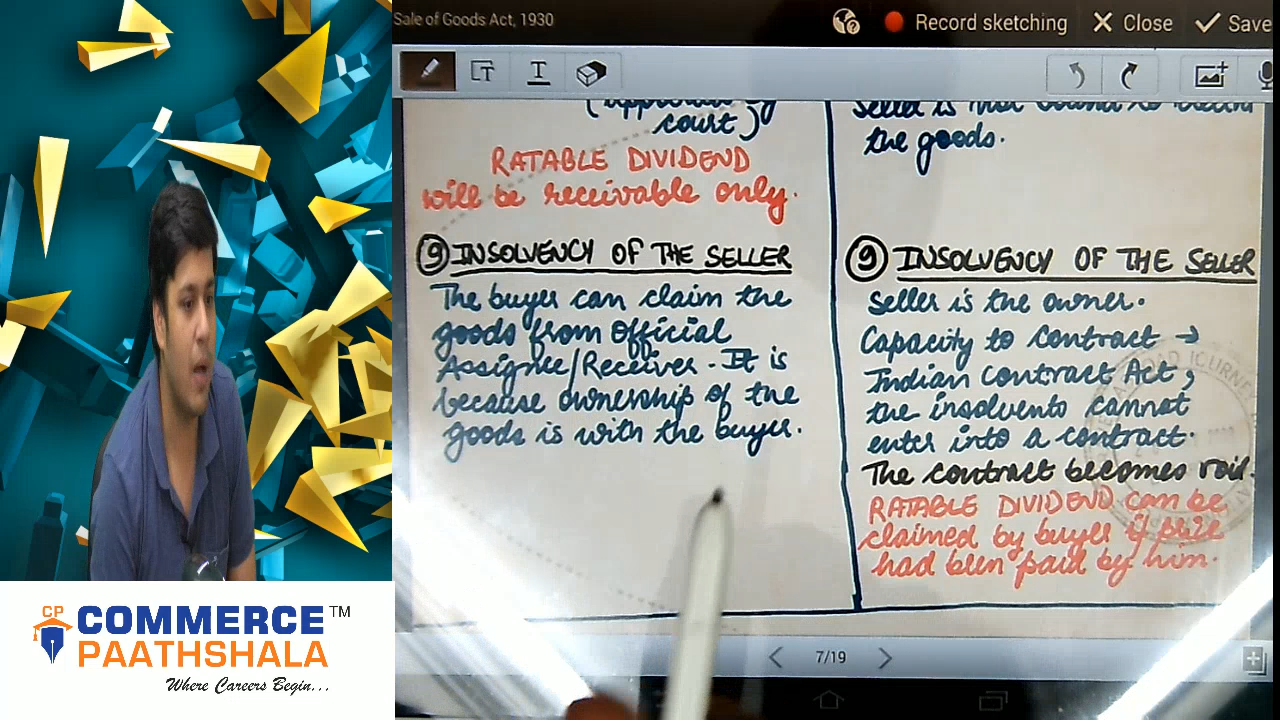 Sale of Goods Act, 1930
Record sketching
Close
Save
court)
RATABLE DIVIDEND
will be receivable only.
9 INSOLVENCY OF THE SELLER
The buyer can claim the
goods from Official
Assignee/Receiver. It is
because ownership of the
goods is with the buyer.
the goods.
9 INSOLVENCY OF THE SELLER
Seller is the owner.
Capacity to contract →
Indian Contract Act,
the insolvents cannot
enter into a contract.
The contract becomes void.
RATABLE DIVIDEND can be
claimed by buyer if price
had been paid by him.
7/19
CP
COMMERCE™
PAATHSHALA
Where Careers Begin...